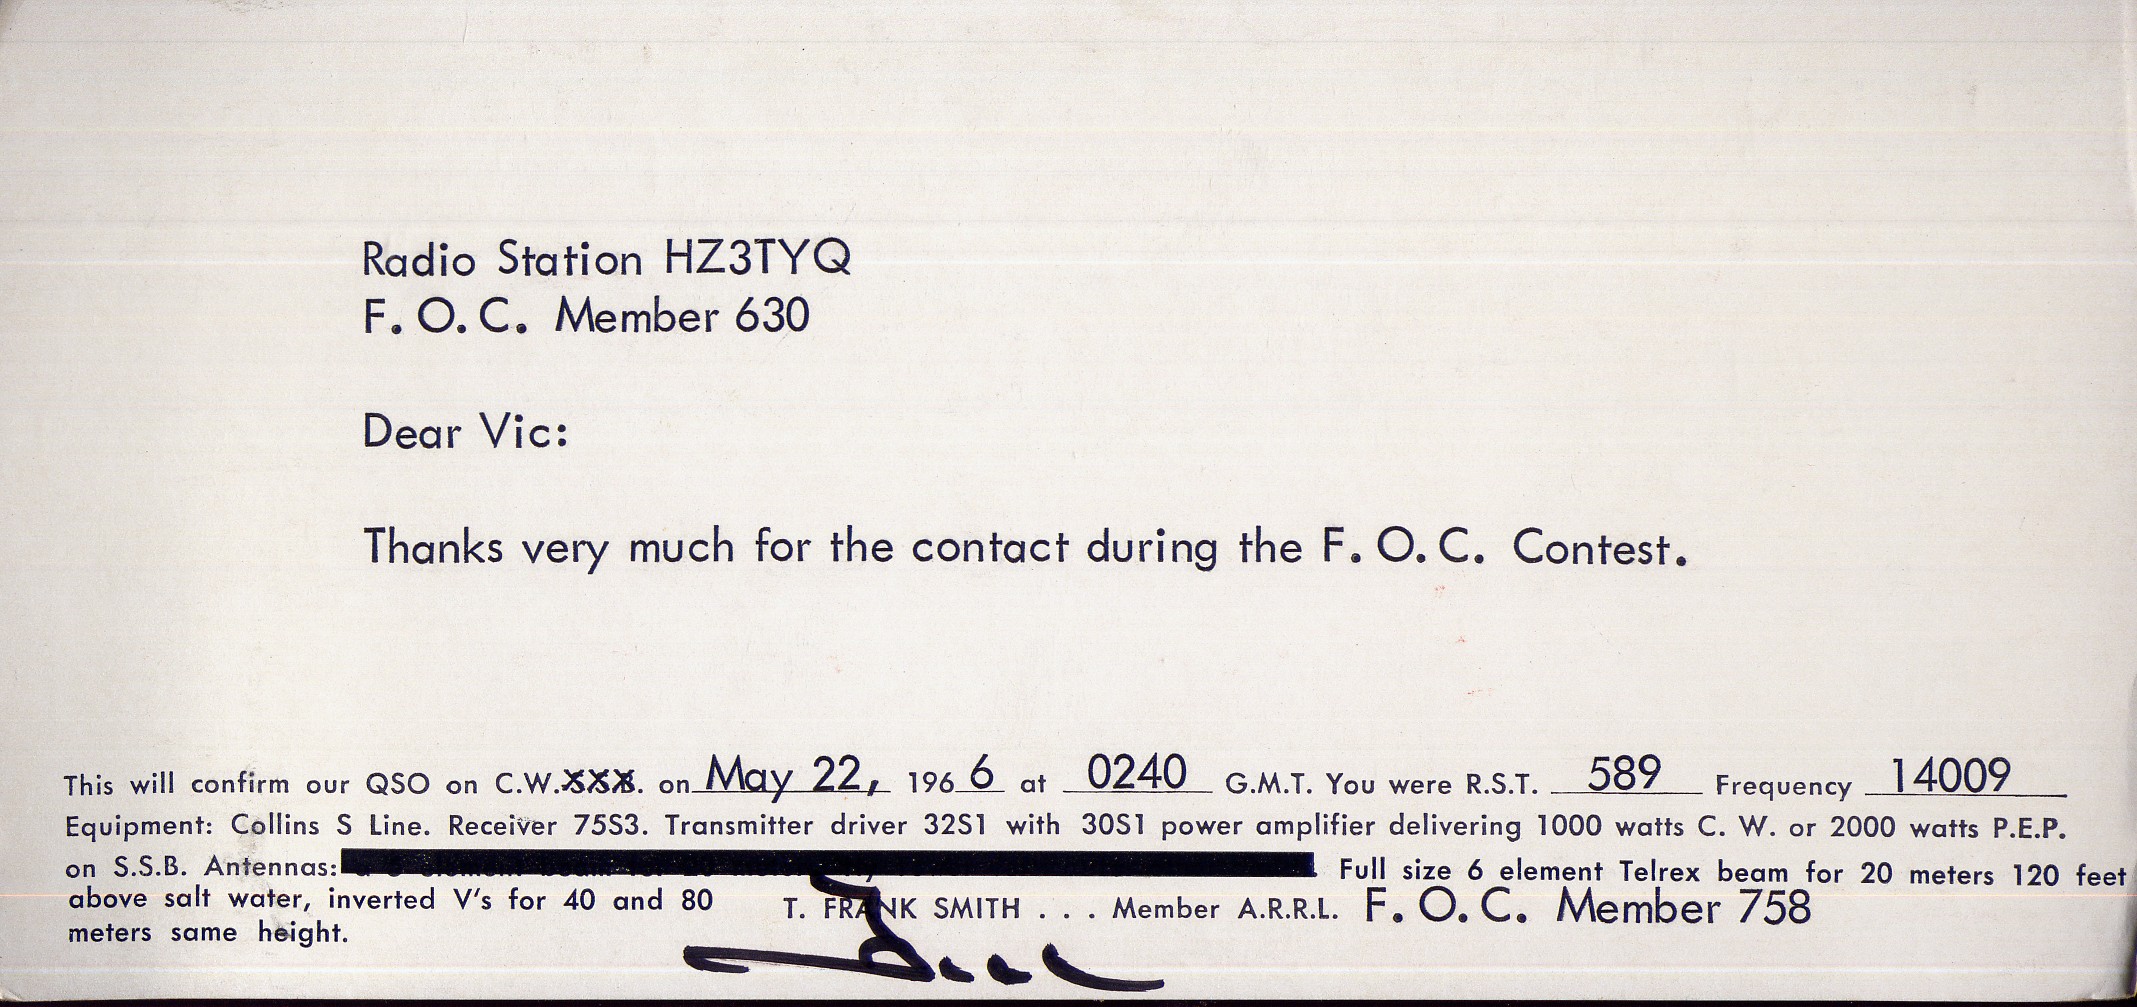 Radio Station HZ3TYQ
F. O. C. Member 630
Dear Vic:
Thanks very much for the contact during the F. O. C. Contest.
This will confirm our QSO on C.W.XXX. on May 22, 1966 at 0240 G.M.T. You were R.S.T. 589 Frequency 14009
Equipment: Collins S Line. Receiver 75S3. Transmitter driver 32S1 with 30S1 power amplifier delivering 1000 watts C. W. or 2000 watts P.E.P.
on S.S.B. Antennas: Full size 6 element Telrex beam for 20 meters 120 feet
above salt water, inverted V's for 40 and 80
meters same height.
T. FRANK SMITH . . . Member A.R.R.L. F. O. C. Member 758